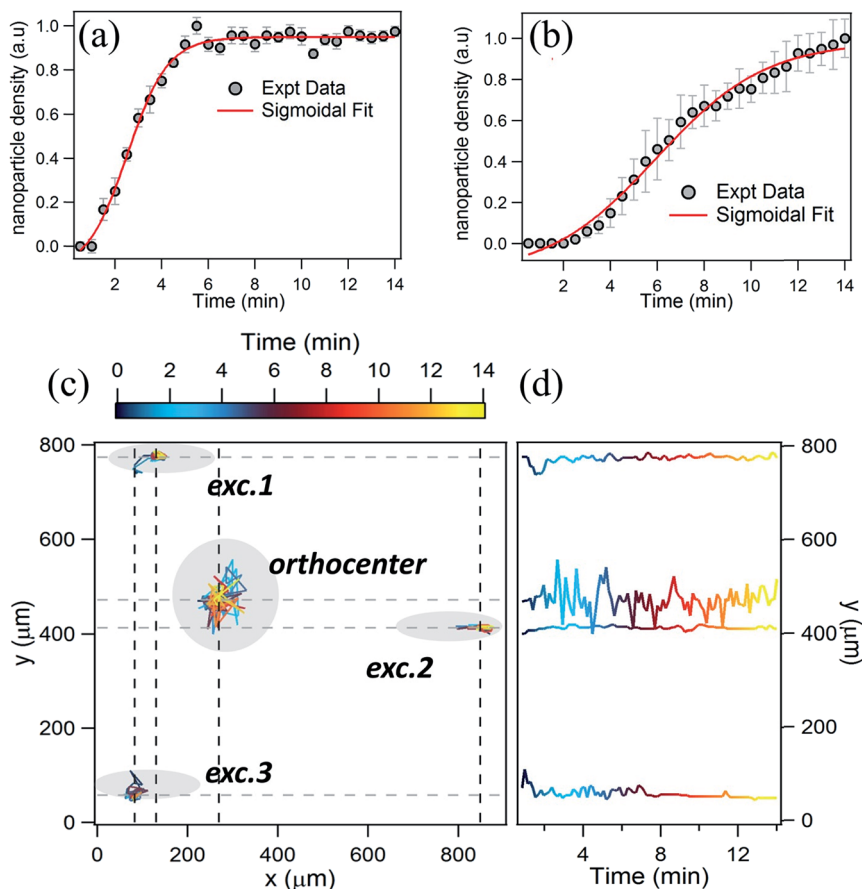 (a)
nanoparticle density (a.u)
1.0
0.8
0.6
0.4
0.2
0.0
Expt Data
Sigmoidal Fit
2 4 6 8 10 12 14
Time (min)
(b)
nanoparticle density (a.u)
1.0
0.8
0.6
0.4
0.2
0.0
Expt Data
Sigmoidal Fit
2 4 6 8 10 12 14
Time (min)
Time (min)
0 2 4 6 8 10 12 14
(c)
y (μm)
800
600
400
200
0
exc.1
orthocenter
exc.2
exc.3
0 200 400 600 800
x (μm)
(d)
800
600
400
200
0
y (μm)
4 8 12
Time (min)